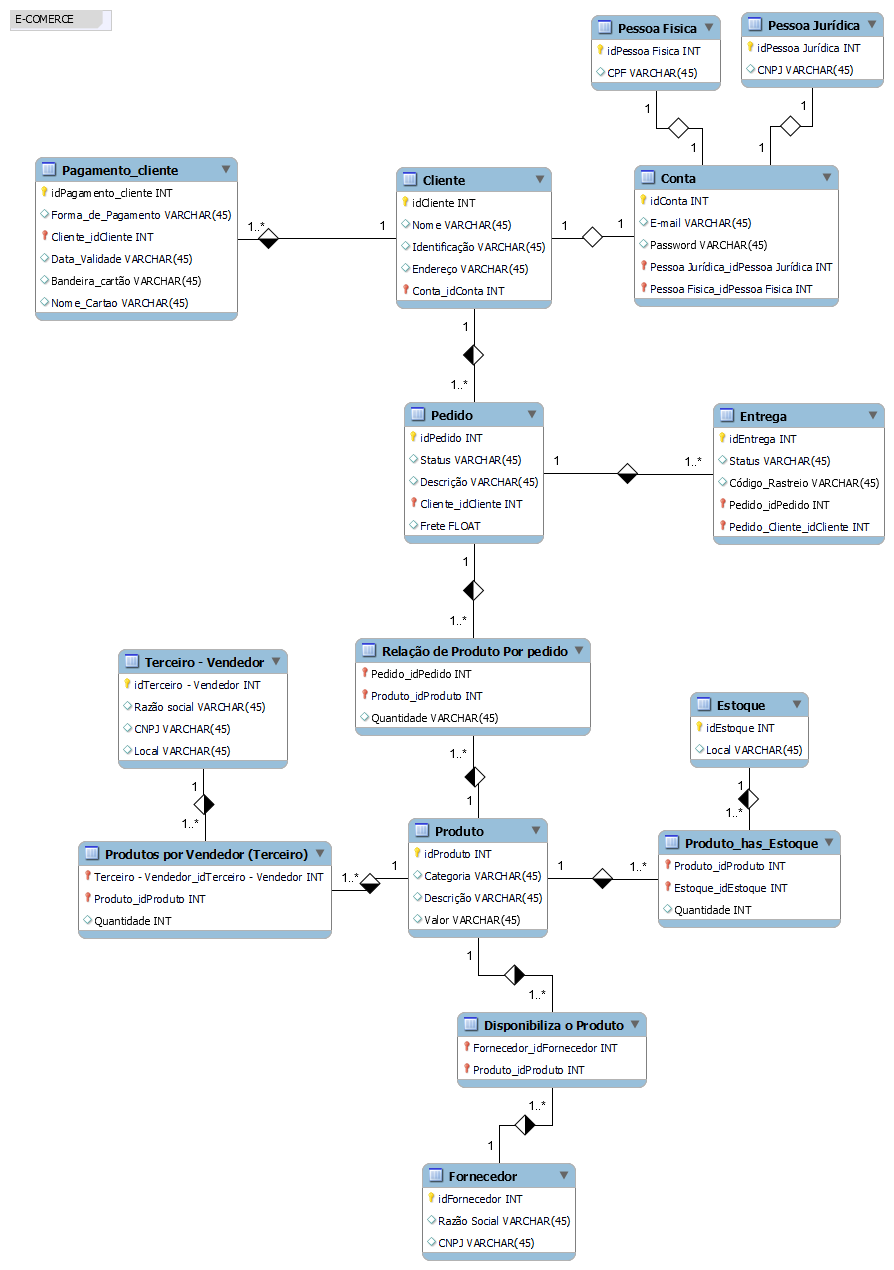 E-COMERCE
Pessoa Fisica
idPessoa Fisica INT
CPF VARCHAR(45)
Pessoa Jurídica
idPessoa Jurídica INT
CNPJ VARCHAR(45)
1
1
1
1
Pagamento_cliente
idPagamento_cliente INT
Forma_de_Pagamento VARCHAR(45)
Cliente_idCliente INT
Data_Validade VARCHAR(45)
Bandeira_cartão VARCHAR(45)
Nome_Cartao VARCHAR(45)
1..*
1
Cliente
idCliente INT
Nome VARCHAR(45)
Identificação VARCHAR(45)
Endereço VARCHAR(45)
Conta_idConta INT
1
1
Conta
idConta INT
E-mail VARCHAR(45)
Password VARCHAR(45)
Pessoa Jurídica_idPessoa Jurídica INT
Pessoa Fisica_idPessoa Fisica INT
1
1..*
Pedido
idPedido INT
Status VARCHAR(45)
Descrição VARCHAR(45)
Cliente_idCliente INT
Frete FLOAT
1
1..*
Entrega
idEntrega INT
Status VARCHAR(45)
Código_Rastreio VARCHAR(45)
Pedido_idPedido INT
Pedido_Cliente_idCliente INT
1
1..*
Relação de Produto Por pedido
Pedido_idPedido INT
Produto_idProduto INT
Quantidade VARCHAR(45)
Terceiro - Vendedor
idTerceiro - Vendedor INT
Razão social VARCHAR(45)
CNPJ VARCHAR(45)
Local VARCHAR(45)
Estoque
idEstoque INT
Local VARCHAR(45)
1..*
1
1
1..*
1
1..*
Produtos por Vendedor (Terceiro)
Terceiro - Vendedor_idTerceiro - Vendedor INT
Produto_idProduto INT
Quantidade INT
1..*
1
Produto
idProduto INT
Categoria VARCHAR(45)
Descrição VARCHAR(45)
Valor VARCHAR(45)
1
1..*
Produto_has_Estoque
Produto_idProduto INT
Estoque_idEstoque INT
Quantidade INT
1
1..*
Disponibiliza o Produto
Fornecedor_idFornecedor INT
Produto_idProduto INT
1..*
1
Fornecedor
idFornecedor INT
Razão Social VARCHAR(45)
CNPJ VARCHAR(45)